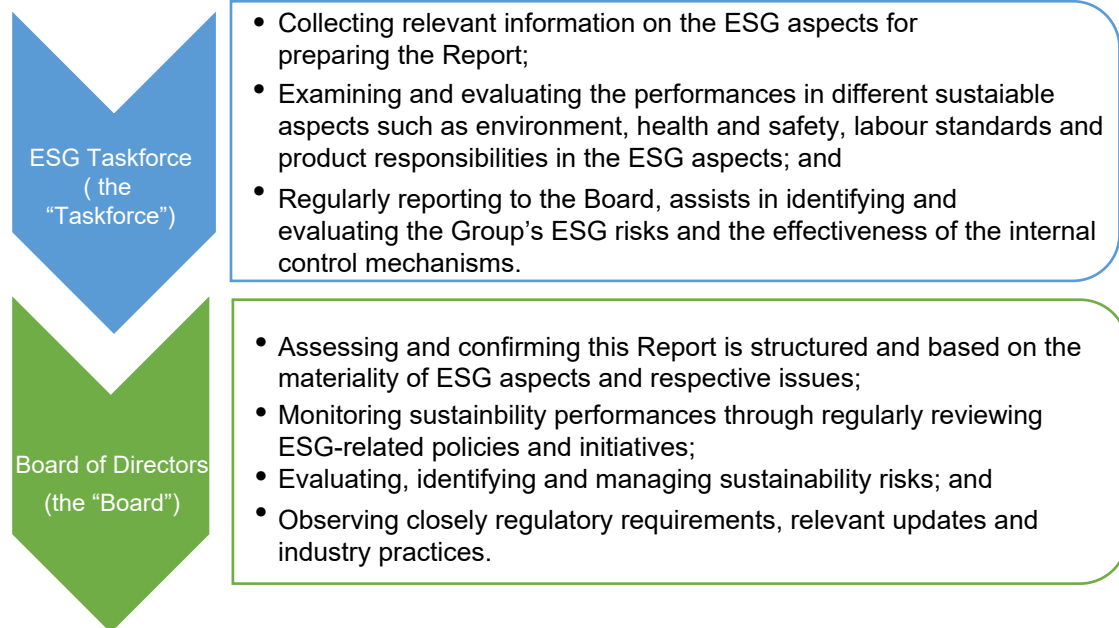 ESG Taskforce
( the
“Taskforce”)
• Collecting relevant information on the ESG aspects for
preparing the Report;
• Examining and evaluating the performances in different sustaiable
aspects such as environment, health and safety, labour standards and
product responsibilities in the ESG aspects; and
• Regularly reporting to the Board, assists in identifying and
evaluating the Group’s ESG risks and the effectiveness of the internal
control mechanisms.
Board of Directors
(the “Board”)
• Assessing and confirming this Report is structured and based on the
materiality of ESG aspects and respective issues;
• Monitoring sustainbility performances through regularly reviewing
ESG-related policies and initiatives;
• Evaluating, identifying and managing sustainability risks; and
• Observing closely regulatory requirements, relevant updates and
industry practices.